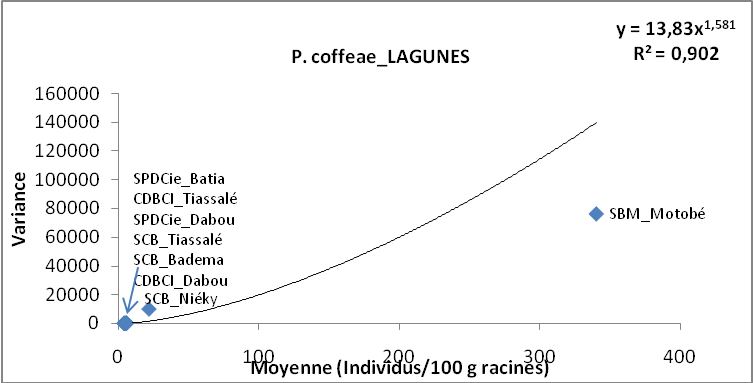 y = 13,83x^1,581
R² = 0,902
P. coffeae_LAGUNES
160000
140000
120000
100000
80000
60000
40000
20000
0
Variance
SPDCie_Batia
CDBCI_Tiassalé
SPDCie_Dabou
SCB_Tiassalé
SCB_Badema
CDBCI_Dabou
SCB_Niéky
SBM_Motobé
0 100 200 300 400
Moyenne (Individus/100 g racines)